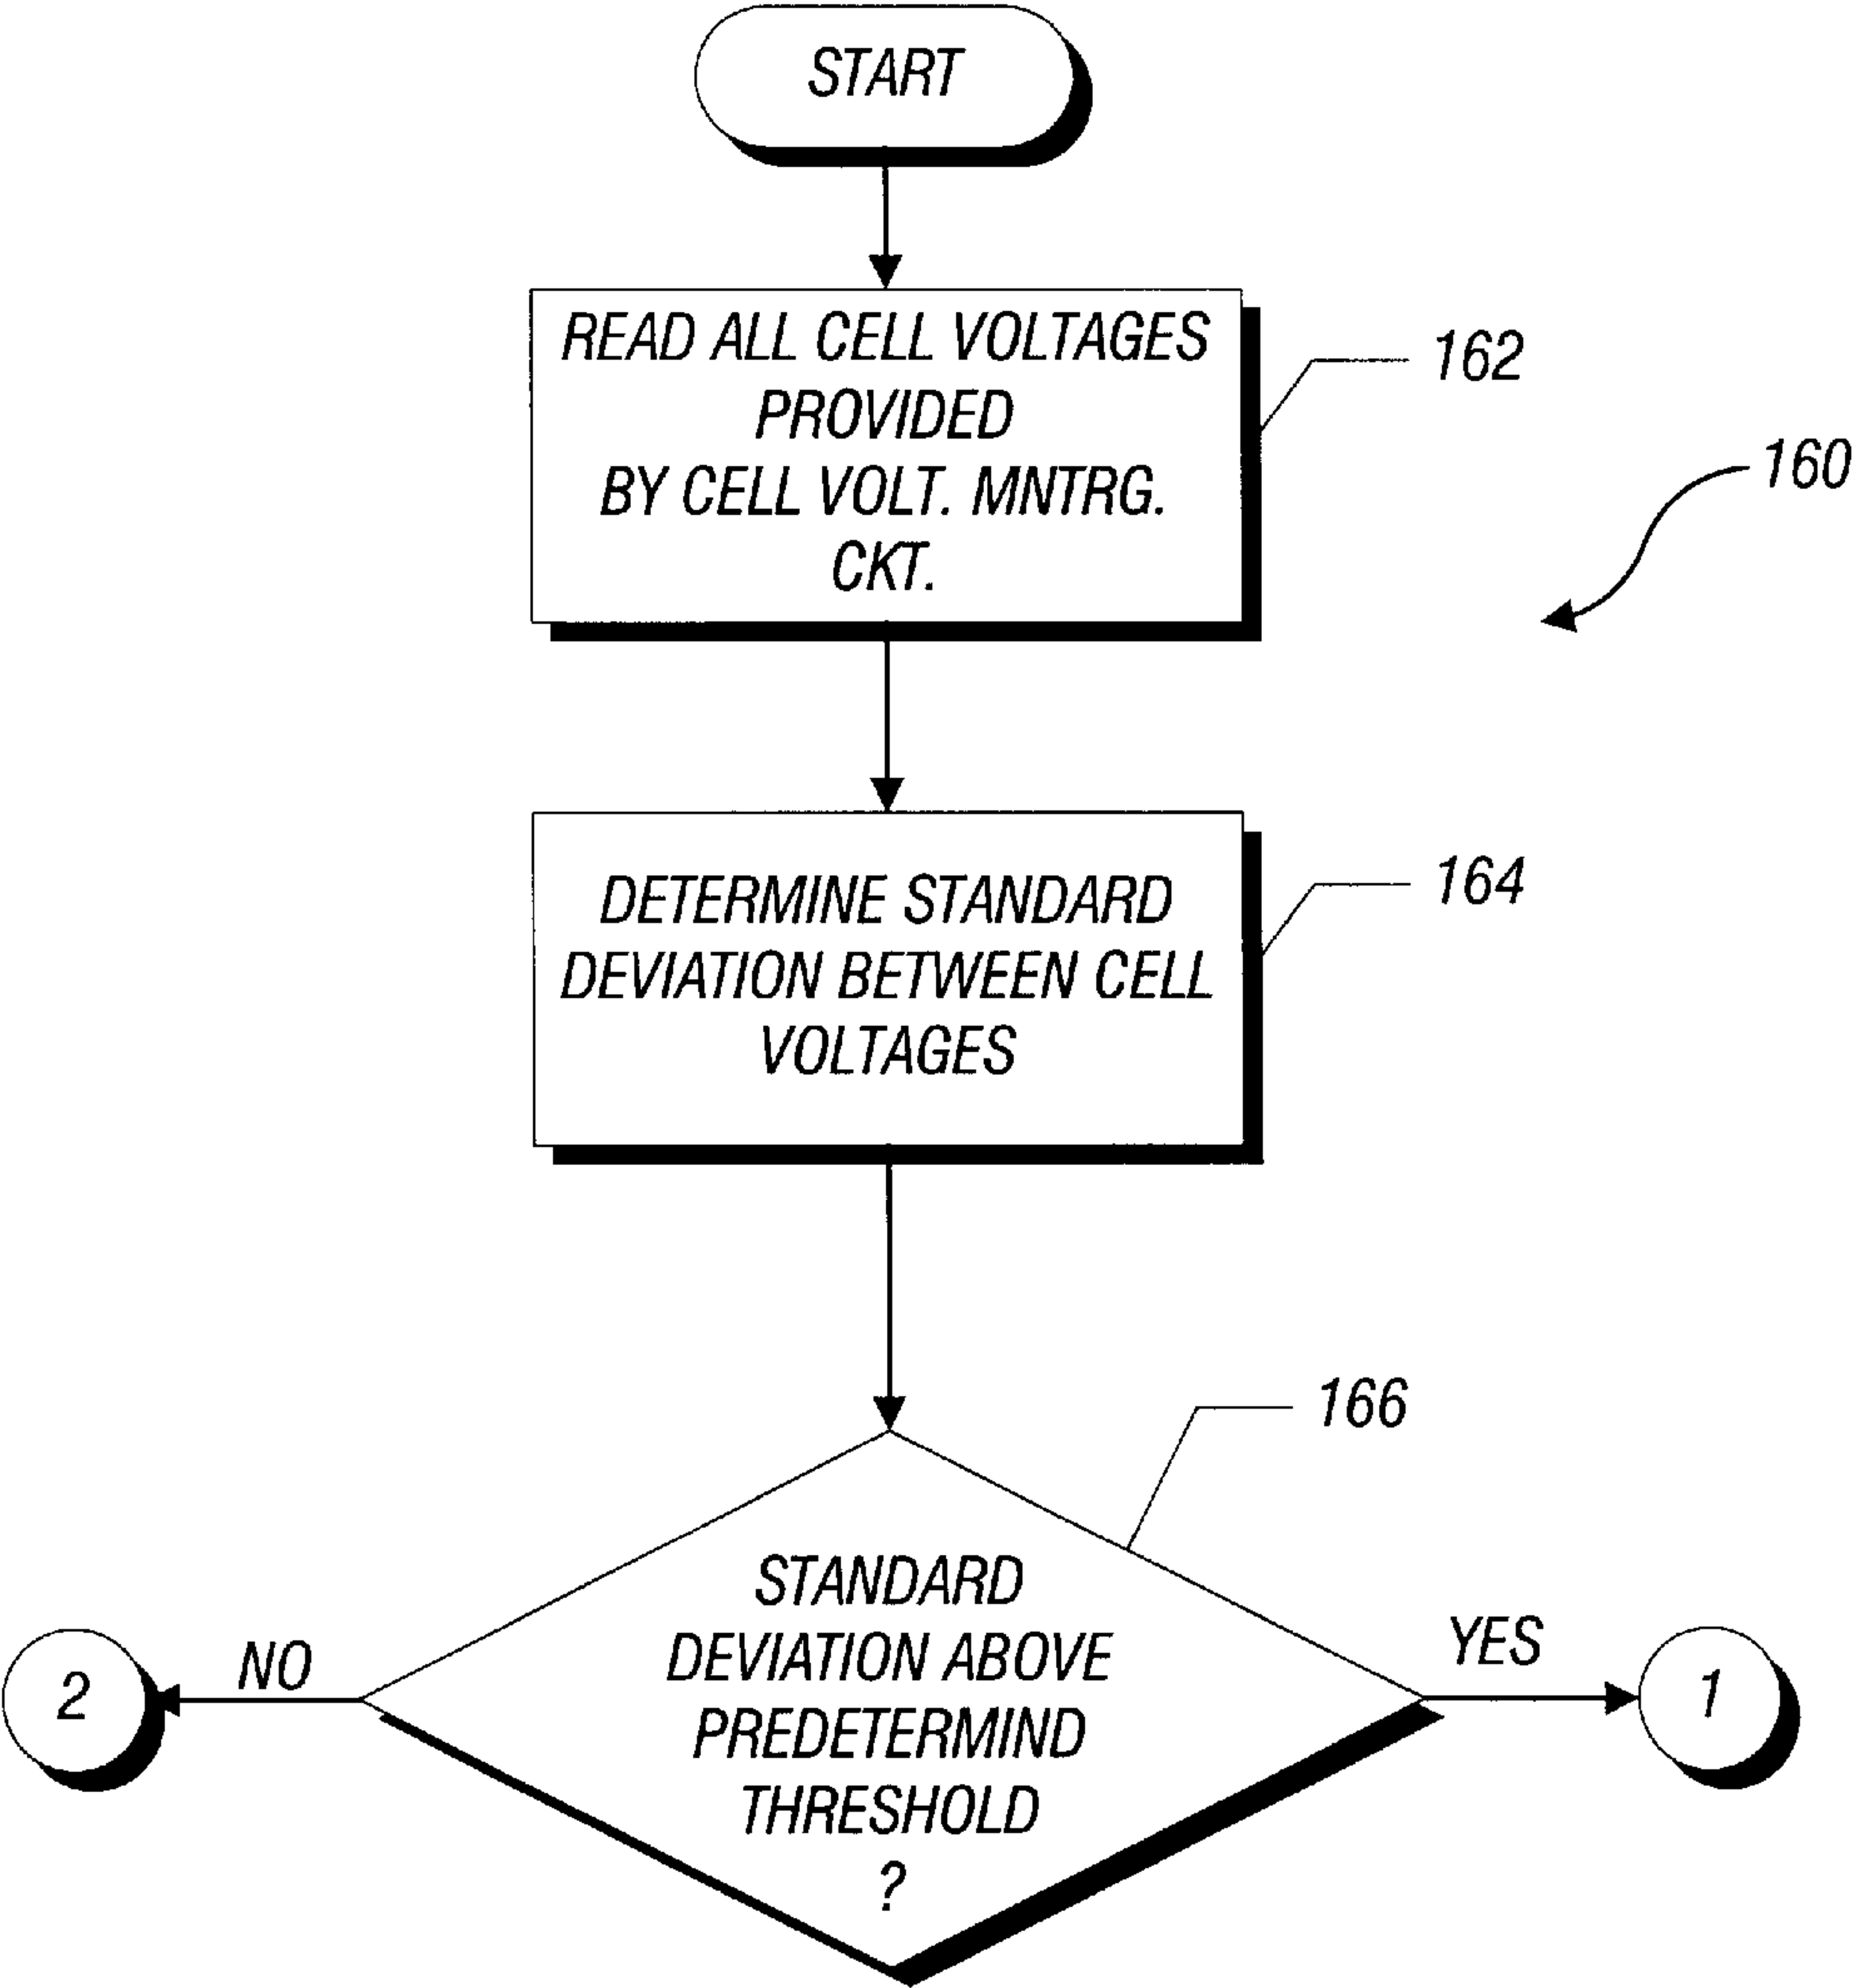 START
READ ALL CELL VOLTAGES
PROVIDED
BY CELL VOLT. MNTRG.
CKT.
162
160
DETERMINE STANDARD
DEVIATION BETWEEN CELL
VOLTAGES
164
166
STANDARD
DEVIATION ABOVE
PREDETERMIND
THRESHOLD
?
NO
2
YES
1